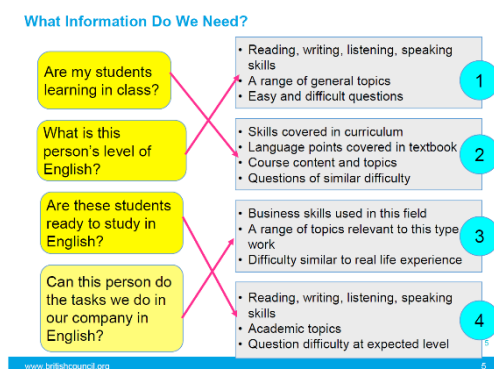 What Information Do We Need?
Are my students
learning in class?
What is this
person's level of
English?
Are these students
ready to study in
English?
Can this person do
the tasks we do in
our company in
English?
• Reading, writing, listening, speaking
skills
• A range of general topics
• Easy and difficult questions
1
• Skills covered in curriculum
• Language points covered in textbook
• Course content and topics
• Questions of similar difficulty
2
• Business skills used in this field
• A range of topics relevant to this type
work
• Difficulty similar to real life experience
3
• Reading, writing, listening, speaking
skills
• Academic topics
• Question difficulty at expected level
4
5
www.britishcouncil.org
5